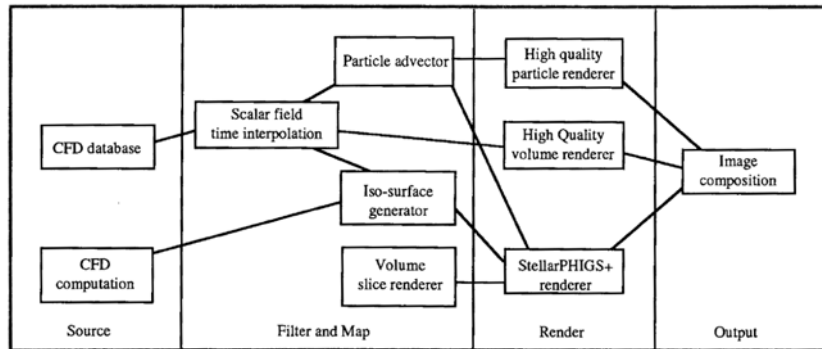 Particle advector
High quality
particle renderer
Scalar field
time interpolation
CFD database
High Quality
volume renderer
Image
composition
Iso-surface
generator
CFD
computation
Volume
slice renderer
StellarPHIGS+
renderer
Source
Filter and Map
Render
Output